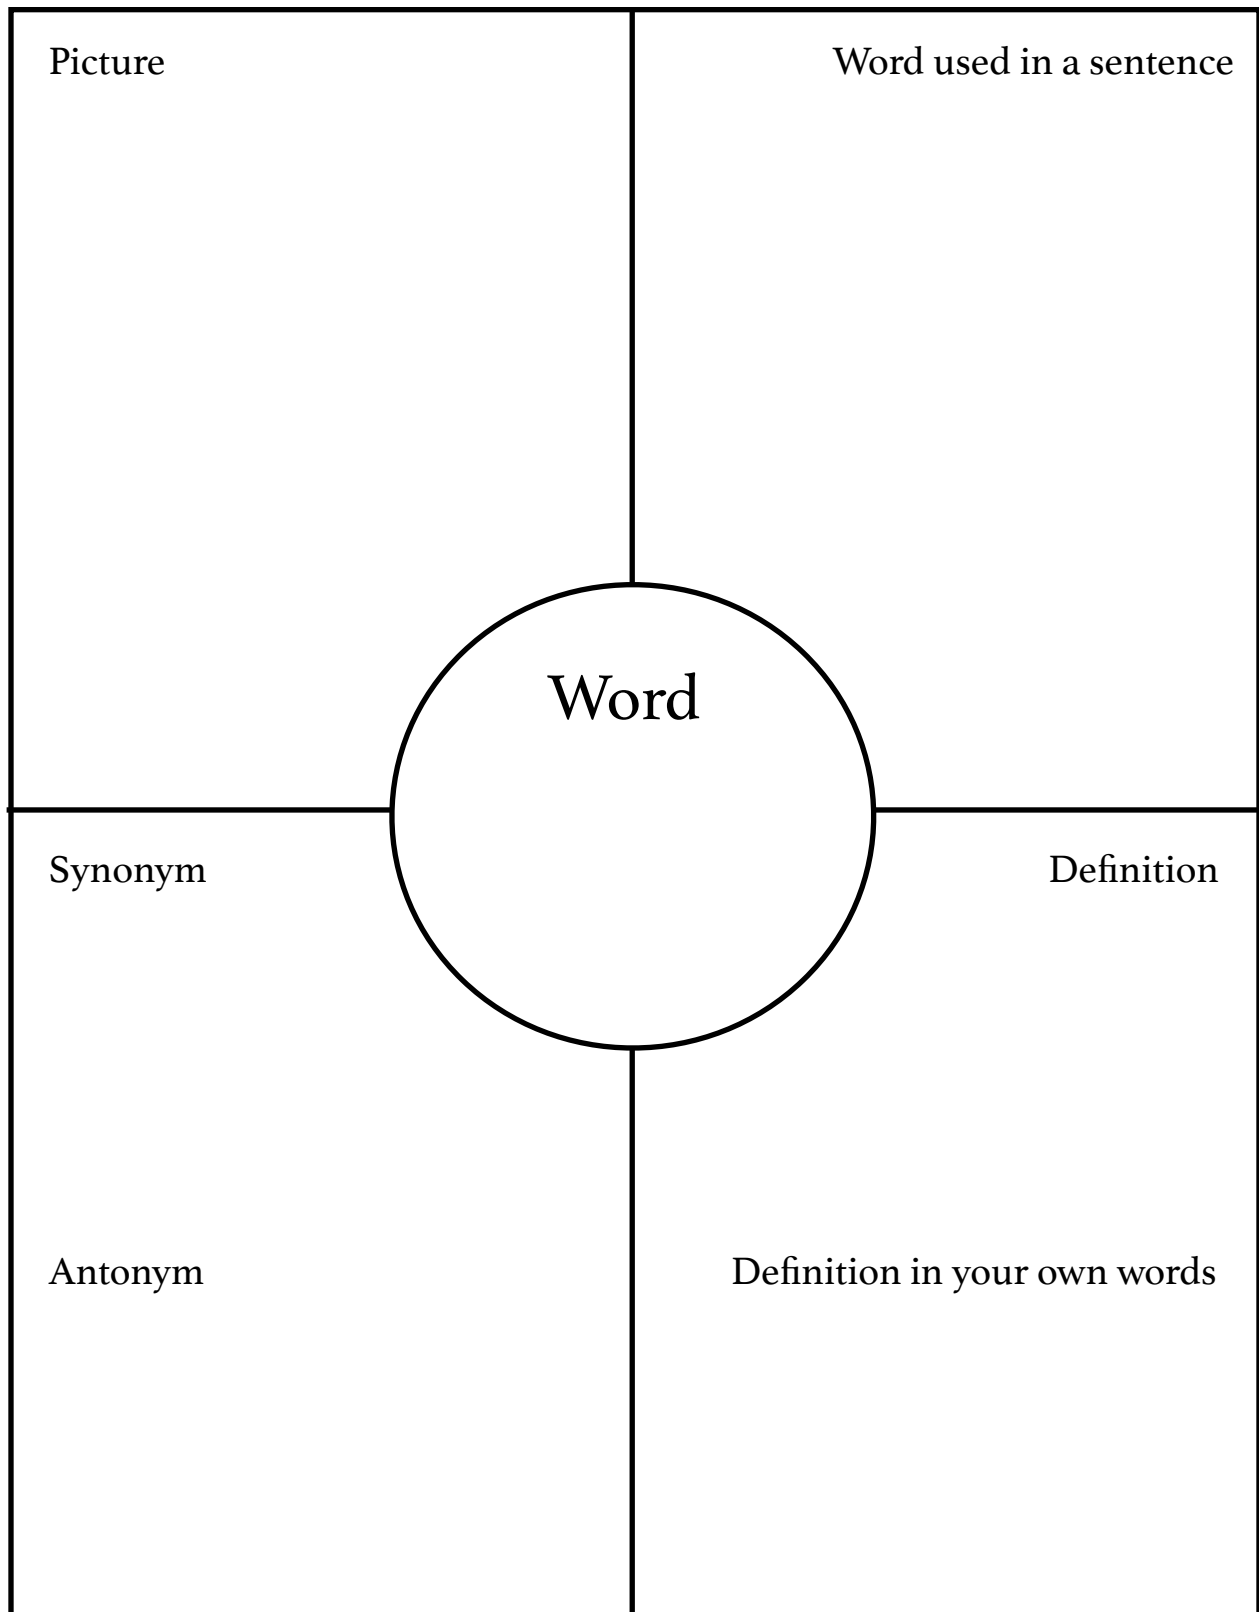 Picture
Word used in a sentence
Word
Synonym
Definition
Antonym
Definition in your own words